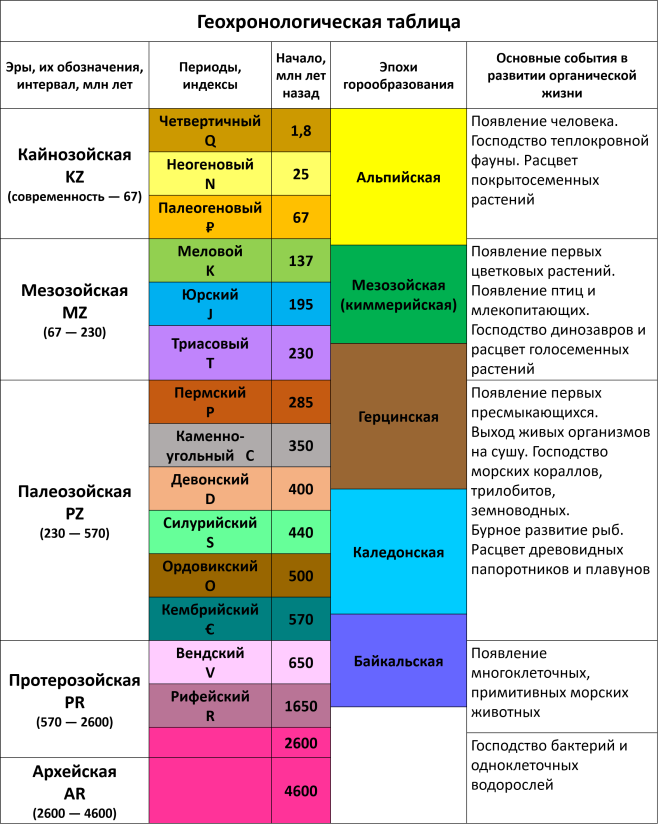 Геохронологическая таблица
Эры, их обозначения,
интервал, млн лет
Периоды,
индексы
Начало,
млн лет
назад
Эпохи
горообразования
Основные события в
развитии органической
жизни
Кайнозойская
KZ
(современность — 67)
Четвертичный
Q
1,8
Неогеновый
N
25
Палеогеновый
₽
67
Альпийская
Появление человека.
Господство теплокровной
фауны. Расцвет
покрытосеменных
растений
Мезозойская
MZ
(67 — 230)
Меловой
K
137
Юрский
J
195
Триасовый
T
230
Мезозойская
(киммерийская)
Появление первых
цветковых растений.
Появление птиц и
млекопитающих.
Господство динозавров и
расцвет голосеменных
растений
Палеозойская
PZ
(230 — 570)
Пермский
P
285
Каменно-
угольный C
350
Девонский
D
400
Силурийский
S
440
Ордовикский
O
500
Кембрийский
Є
570
Герцинская
Каледонская
Байкальская
Появление первых
пресмыкающихся.
Выход живых организмов
на сушу. Господство
морских кораллов,
трилобитов,
земноводных.
Бурное развитие рыб.
Расцвет древовидных
папоротников и плавунов
Протерозойская
PR
(570 — 2600)
Вендский
V
650
Рифейский
R
1650
2600
Появление
многоклеточных,
примитивных морских
животных
Архейская
AR
(2600 — 4600)
4600
Господство бактерий и
одноклеточных
водорослей